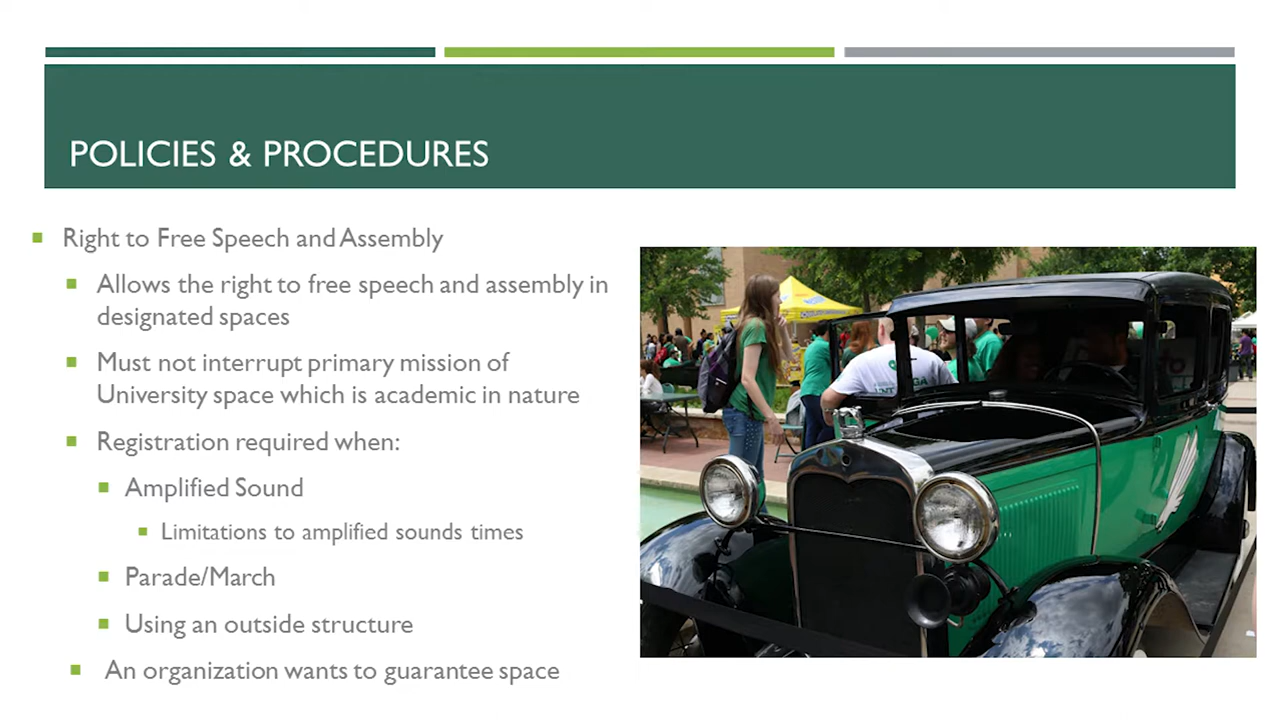 POLICIES & PROCEDURES
Right to Free Speech and Assembly
Allows the right to free speech and assembly in
designated spaces
Must not interrupt primary mission of
University space which is academic in nature
Registration required when:
Amplified Sound
Limitations to amplified sounds times
Parade/March
Using an outside structure
An organization wants to guarantee space